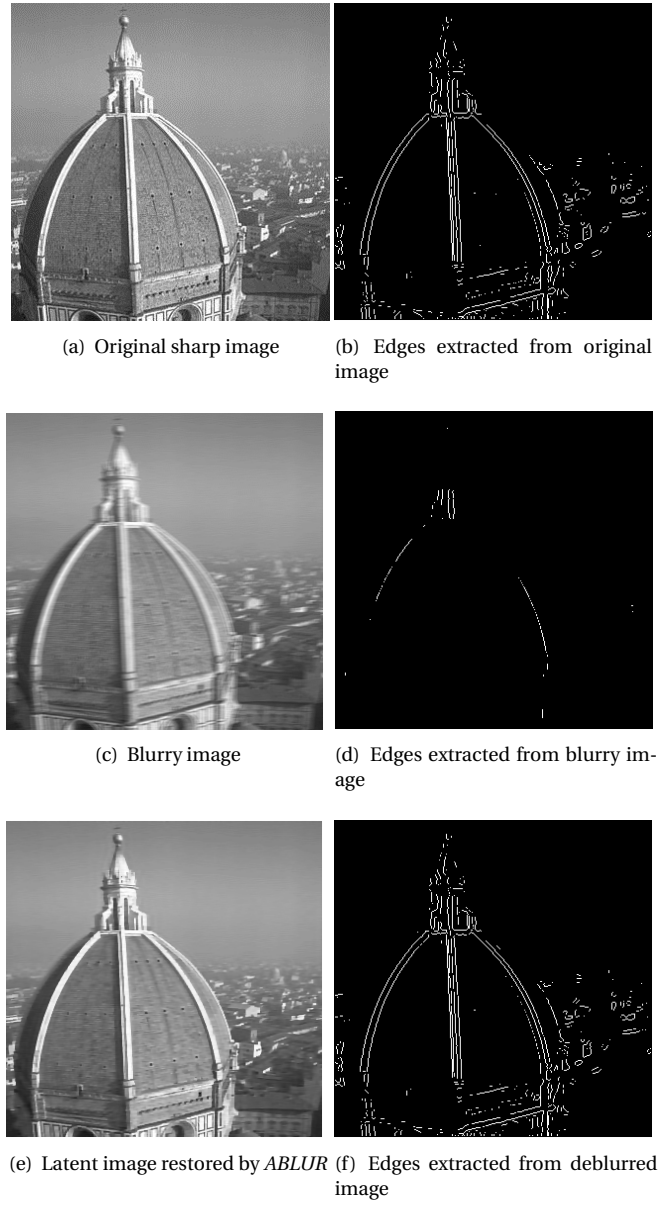 (a) Original sharp image
(b) Edges extracted from original
image
(c) Blurry image
(d) Edges extracted from blurry im-
age
(e) Latent image restored by ABLUR
(f) Edges extracted from deblurred
image